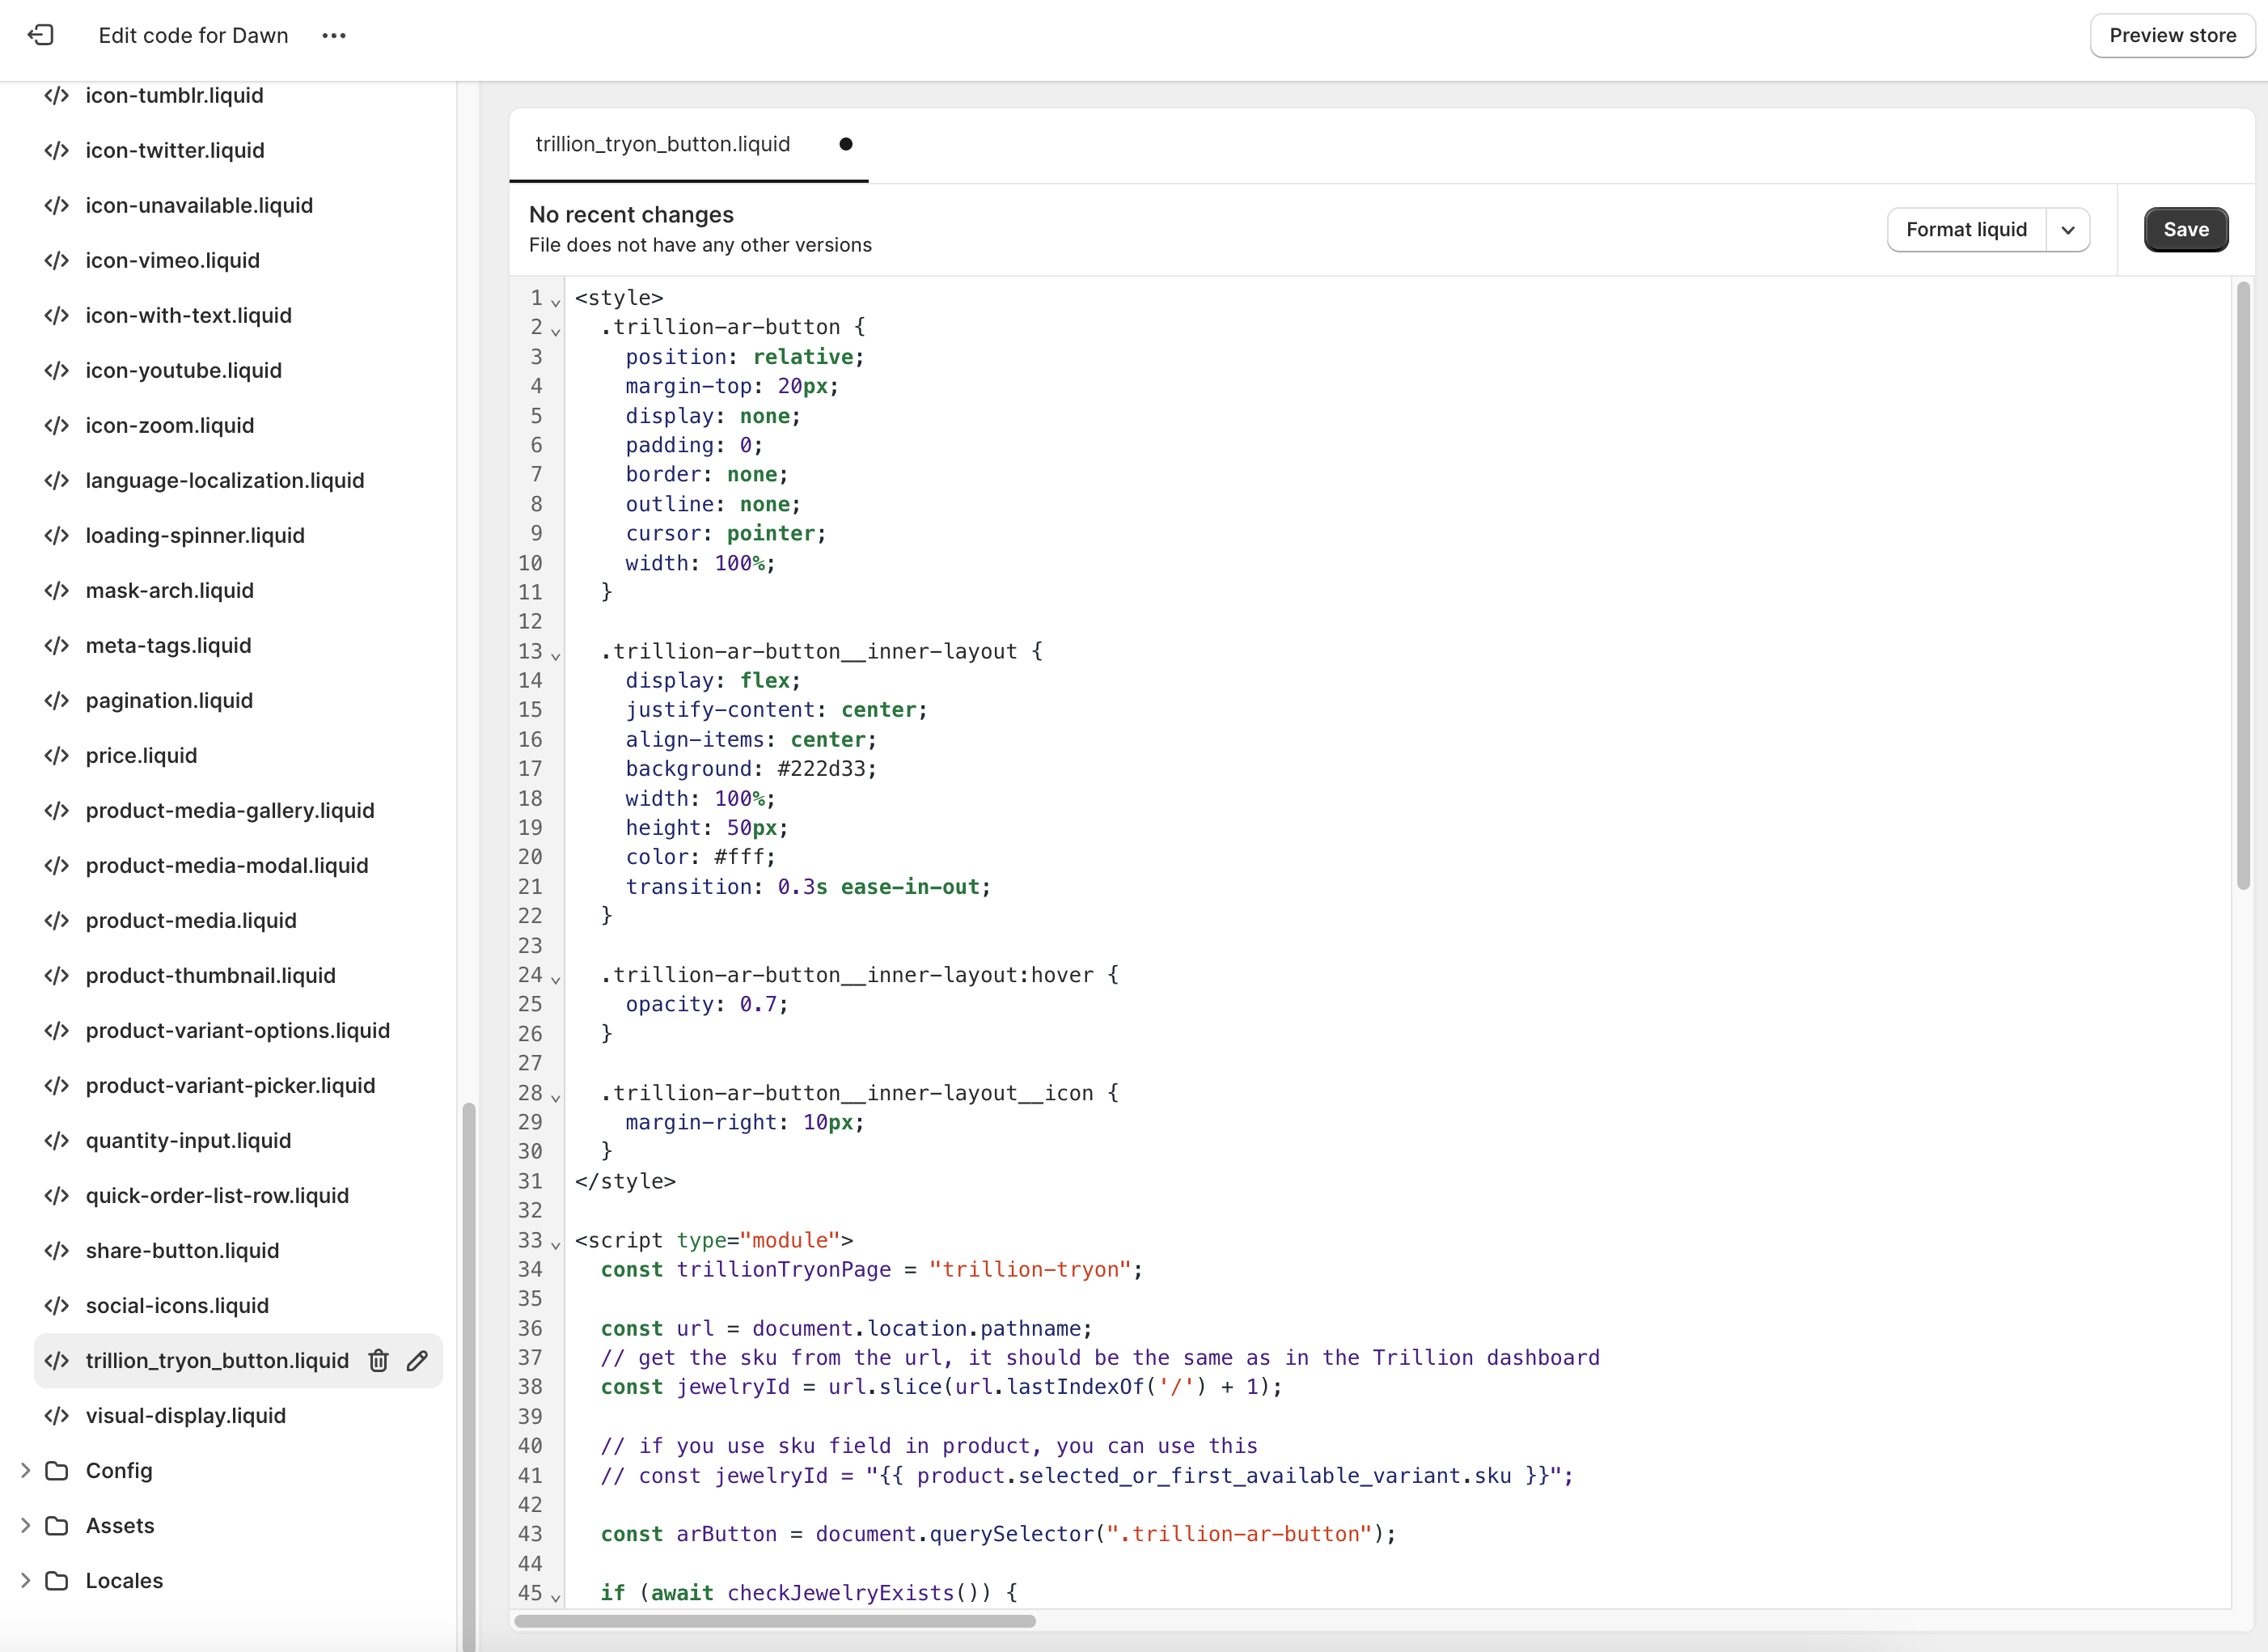 Edit code for Dawn
Preview store
icon-tumblr.liquid
icon-twitter.liquid
icon-unavailable.liquid
icon-vimeo.liquid
icon-with-text.liquid
icon-youtube.liquid
icon-zoom.liquid
language-localization.liquid
loading-spinner.liquid
mask-arch.liquid
meta-tags.liquid
pagination.liquid
price.liquid
product-media-gallery.liquid
product-media-modal.liquid
product-media.liquid
product-thumbnail.liquid
product-variant-options.liquid
product-variant-picker.liquid
quantity-input.liquid
quick-order-list-row.liquid
share-button.liquid
social-icons.liquid
trillion_tryon_button.liquid
visual-display.liquid
Config
Assets
Locales
trillion_tryon_button.liquid
No recent changes
File does not have any other versions
Format liquid
Save
1 <style>
2 .trillion-ar-button {
3 position: relative;
4 margin-top: 20px;
5 display: none;
6 padding: 0;
7 border: none;
8 outline: none;
9 cursor: pointer;
10 width: 100%;
11 }
12
13 .trillion-ar-button__inner-layout {
14 display: flex;
15 justify-content: center;
16 align-items: center;
17 background: #222d33;
18 width: 100%;
19 height: 50px;
20 color: #fff;
21 transition: 0.3s ease-in-out;
22 }
23
24 .trillion-ar-button__inner-layout:hover {
25 opacity: 0.7;
26 }
27
28 .trillion-ar-button__inner-layout__icon {
29 margin-right: 10px;
30 }
31 </style>
32
33 <script type="module">
34 const trillionTryonPage = "trillion-tryon";
35
36 const url = document.location.pathname;
37 // get the sku from the url, it should be the same as in the Trillion dashboard
38 const jewelryId = url.slice(url.lastIndexOf('/') + 1);
39
40 // if you use sku field in product, you can use this
41 // const jewelryId = "{{ product.selected_or_first_available_variant.sku }}";
42
43 const arButton = document.querySelector(".trillion-ar-button");
44
45 if (await checkJewelryExists()) {